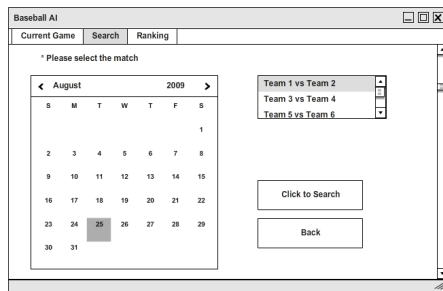 Baseball AI
Current Game Search Ranking
* Please select the match
August 2009
S M T W T F S
1
2 3 4 5 6 7 8
9 10 11 12 13 14 15
16 17 18 19 20 21 22
23 24 25 26 27 28 29
30 31
Team 1 vs Team 2
Team 3 vs Team 4
Team 5 vs Team 6
Click to Search
Back